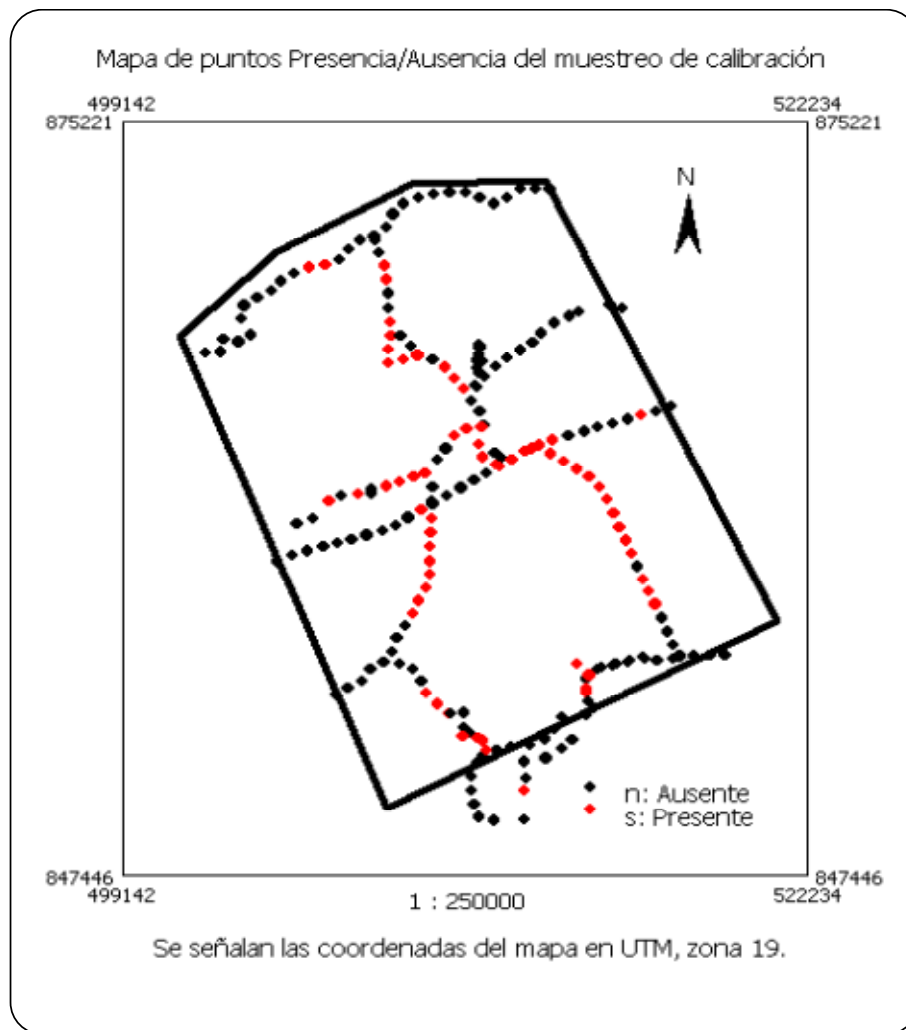 Mapa de puntos Presencia/Ausencia del muestreo de calibración
499142 522234
875221 875221
N
n: Ausente
s: Presente
847446 847446
499142 522234
1 : 250000
Se señalan las coordenadas del mapa en UTM, zona 19.